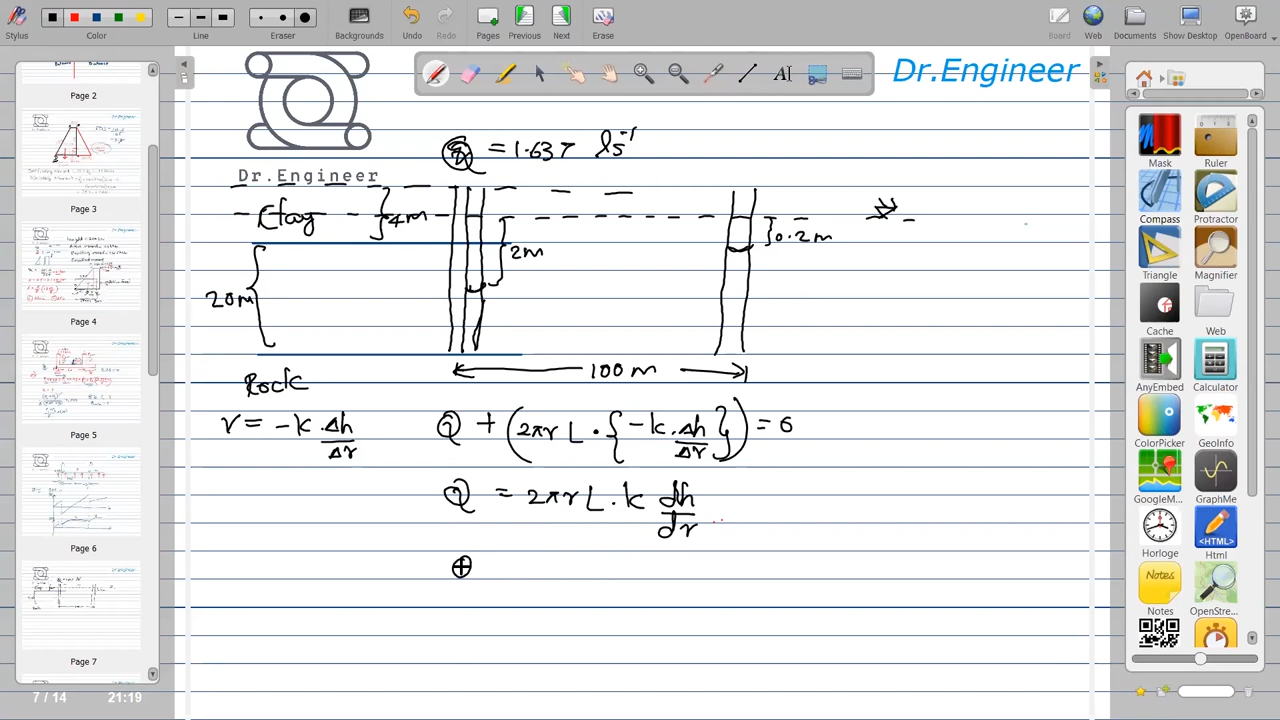 Stylus
Color
Line
Eraser
Backgrounds
Undo
Redo
Pages
Previous
Next
Erase
Board
Web
Documents
Show Desktop
OpenBoard
Page 2
Page 3
Page 4
Page 5
Page 6
Page 7
7 / 14 21:19
Dr.Engineer
Dr.Engineer
Q = 1.637 ls⁻¹
Clay 4m
0.2m
2m
20m
100 m
Rock
v = -k . Δh/Δr
Q + (2πr L . {-k . Δh/Δr}) = 0
Q = 2πr L . k dh/dr
Mask
Ruler
Compass
Protractor
Triangle
Magnifier
Cache
Web
AnyEmbed
Calculator
ColorPicker
GeoInfo
GoogleM...
GraphMe
Horloge
Html
Notes
Notes
OpenStre...